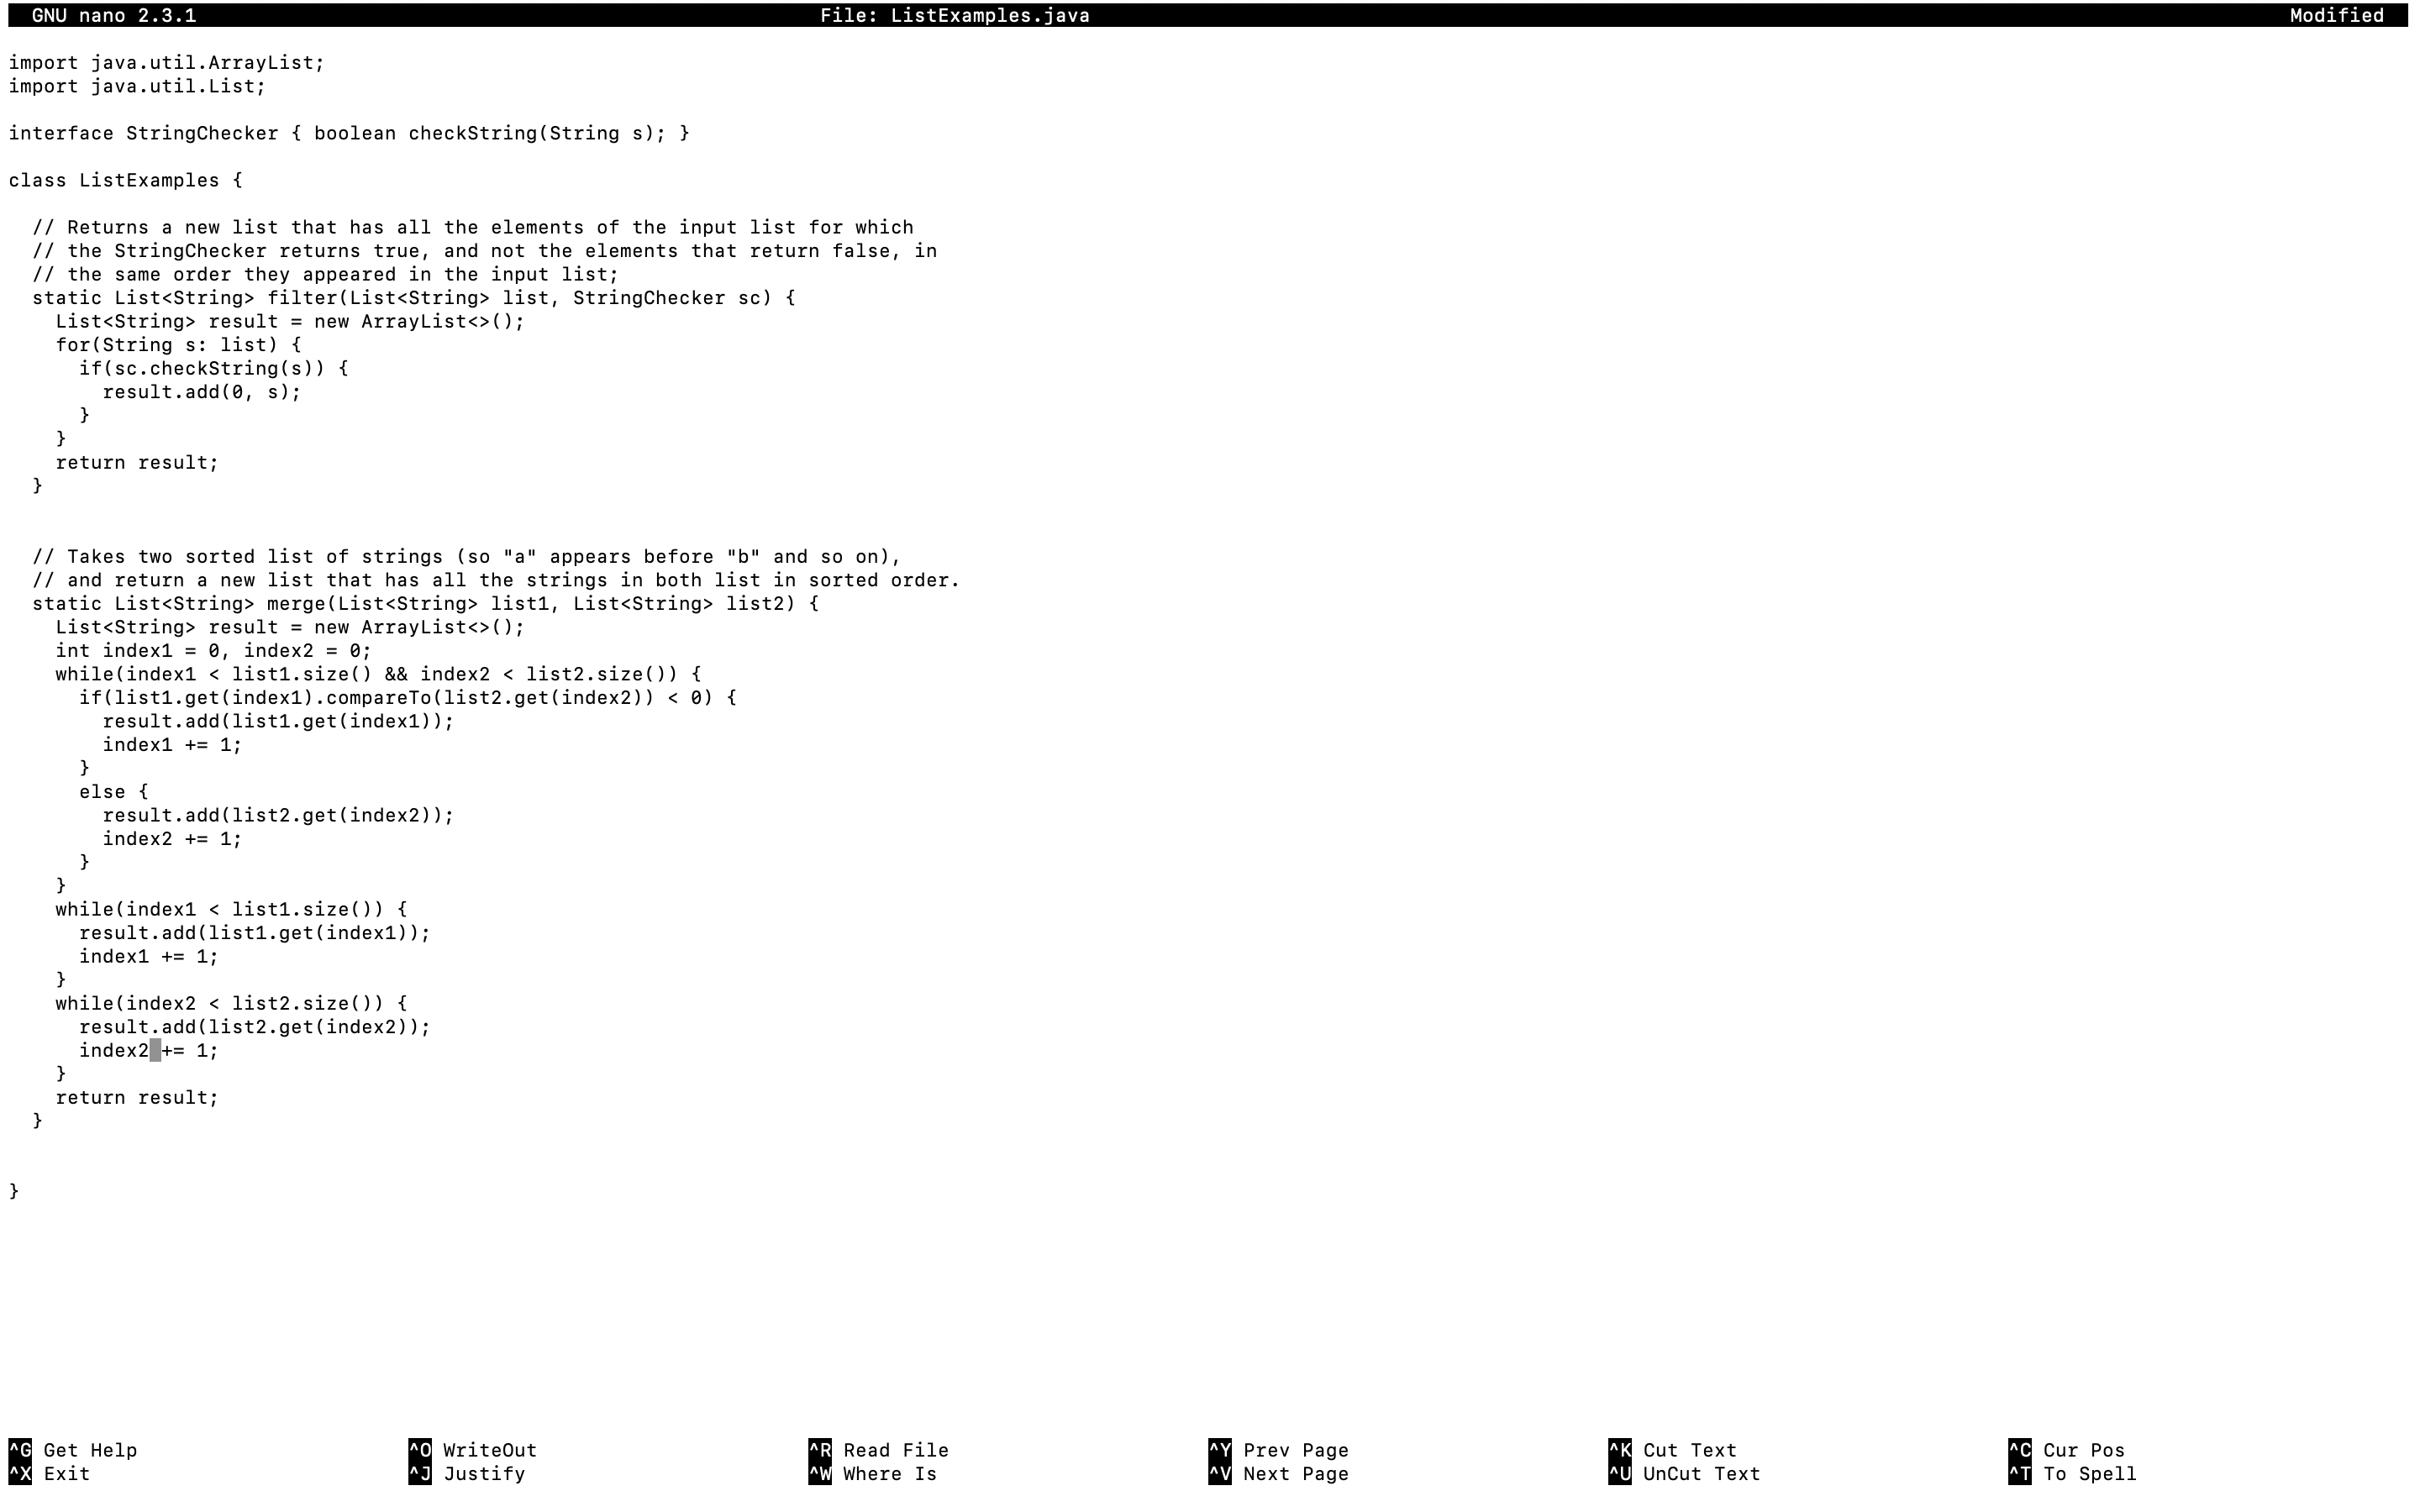 GNU nano 2.3.1 File: ListExamples.java Modified
import java.util.ArrayList;
import java.util.List;
interface StringChecker { boolean checkString(String s); }
class ListExamples {
  // Returns a new list that has all the elements of the input list for which
  // the StringChecker returns true, and not the elements that return false, in
  // the same order they appeared in the input list;
  static List<String> filter(List<String> list, StringChecker sc) {
    List<String> result = new ArrayList<>();
    for(String s: list) {
      if(sc.checkString(s)) {
        result.add(0, s);
      }
    }
    return result;
  }
  // Takes two sorted list of strings (so "a" appears before "b" and so on),
  // and return a new list that has all the strings in both list in sorted order.
  static List<String> merge(List<String> list1, List<String> list2) {
    List<String> result = new ArrayList<>();
    int index1 = 0, index2 = 0;
    while(index1 < list1.size() && index2 < list2.size()) {
      if(list1.get(index1).compareTo(list2.get(index2)) < 0) {
        result.add(list1.get(index1));
        index1 += 1;
      }
      else {
        result.add(list2.get(index2));
        index2 += 1;
      }
    }
    while(index1 < list1.size()) {
      result.add(list1.get(index1));
      index1 += 1;
    }
    while(index2 < list2.size()) {
      result.add(list2.get(index2));
      index2 += 1;
    }
    return result;
  }
}
^G Get Help ^O WriteOut ^R Read File ^Y Prev Page ^K Cut Text ^C Cur Pos
^X Exit ^J Justify ^W Where Is ^V Next Page ^U UnCut Text ^T To Spell